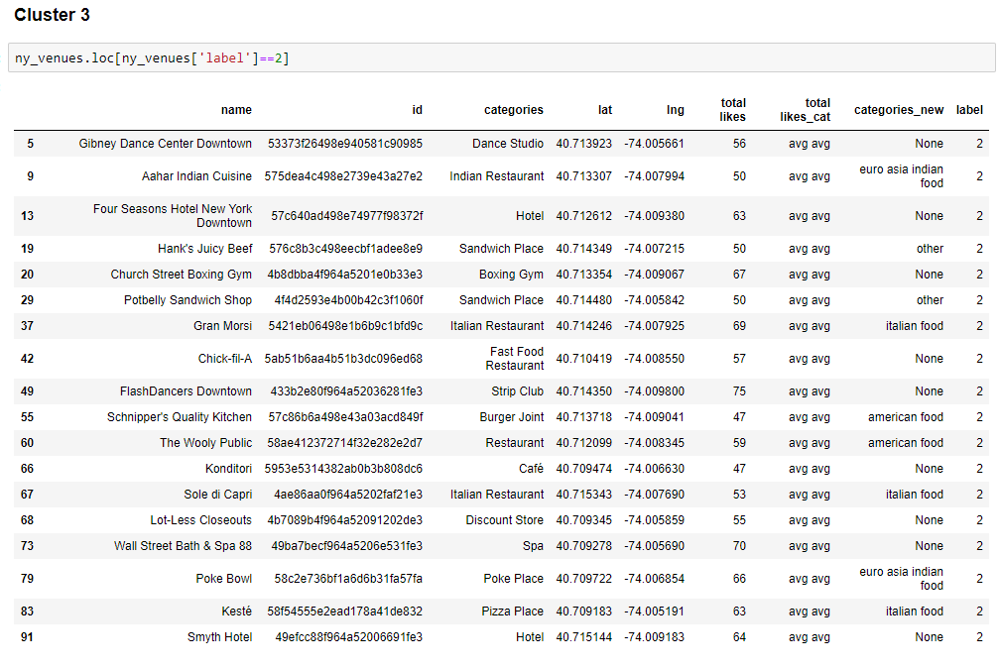 Cluster 3
ny_venues.loc[ny_venues['label']==2]
name id categories lat lng total likes total likes_cat categories_new label
5 Gibney Dance Center Downtown 53373f26498e940581c90985 Dance Studio 40.713923 -74.005661 56 avg avg None 2
9 Aahar Indian Cuisine 575dea4c498e2739e43a27e2 Indian Restaurant 40.713307 -74.007994 50 avg avg euro asia indian food 2
13 Four Seasons Hotel New York Downtown 57c640ad498e74977f98372f Hotel 40.712612 -74.009380 63 avg avg None 2
19 Hank's Juicy Beef 576c8b3c498eecbf1adee8e9 Sandwich Place 40.714349 -74.007215 50 avg avg other 2
20 Church Street Boxing Gym 4b8dbba4f964a5201e0b33e3 Boxing Gym 40.713354 -74.009067 67 avg avg None 2
29 Potbelly Sandwich Shop 4f4d2593e4b00b42c3f1060f Sandwich Place 40.714480 -74.005842 50 avg avg other 2
37 Gran Morsi 5421eb06498e1b6b9c1bfd9c Italian Restaurant 40.714246 -74.007925 69 avg avg italian food 2
42 Chick-fil-A 5ab51b6aa4b51b3dc096ed68 Fast Food Restaurant 40.710419 -74.008550 57 avg avg None 2
49 FlashDancers Downtown 433b2e80f964a52036281fe3 Strip Club 40.714350 -74.009800 75 avg avg None 2
55 Schnipper's Quality Kitchen 57c86b6a498e43a03acd849f Burger Joint 40.713718 -74.009041 47 avg avg american food 2
60 The Wooly Public 58ae412372714f32e282e2d7 Restaurant 40.712099 -74.008345 59 avg avg american food 2
66 Konditori 5953e5314382ab0b3b808dc6 Café 40.709474 -74.006630 47 avg avg None 2
67 Sole di Capri 4ae86aa0f964a5202faf21e3 Italian Restaurant 40.715343 -74.007690 53 avg avg italian food 2
68 Lot-Less Closeouts 4b7089b4f964a52091202de3 Discount Store 40.709345 -74.005859 55 avg avg None 2
73 Wall Street Bath & Spa 88 49ba7becf964a5206e531fe3 Spa 40.709278 -74.005690 70 avg avg None 2
79 Poke Bowl 58c2e736bf1a6d6b31fa57fa Poke Place 40.709722 -74.006854 66 avg avg euro asia indian food 2
83 Kesté 58f54555e2ead178a41de832 Pizza Place 40.709183 -74.005191 63 avg avg italian food 2
91 Smyth Hotel 49efcc88f964a52006691fe3 Hotel 40.715144 -74.009183 64 avg avg None 2